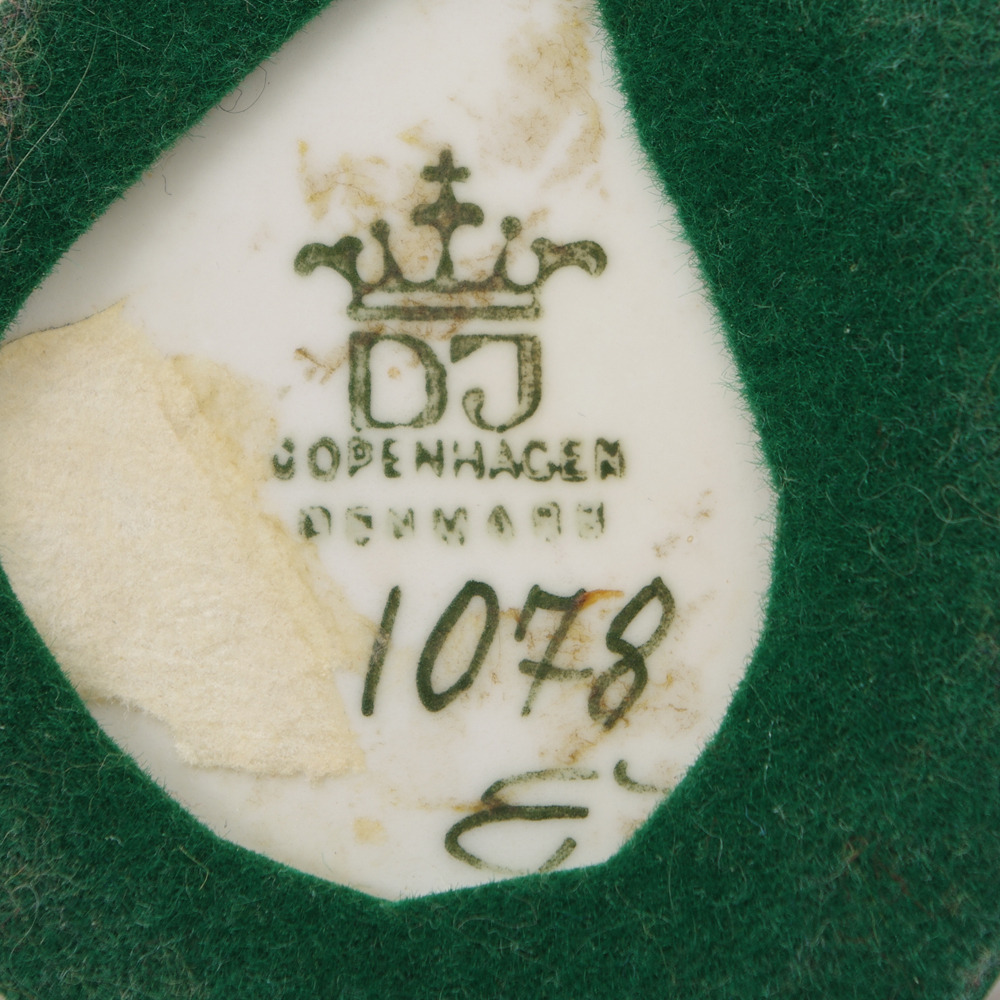 DJ
COPENHAGEN
DENMARK
1078